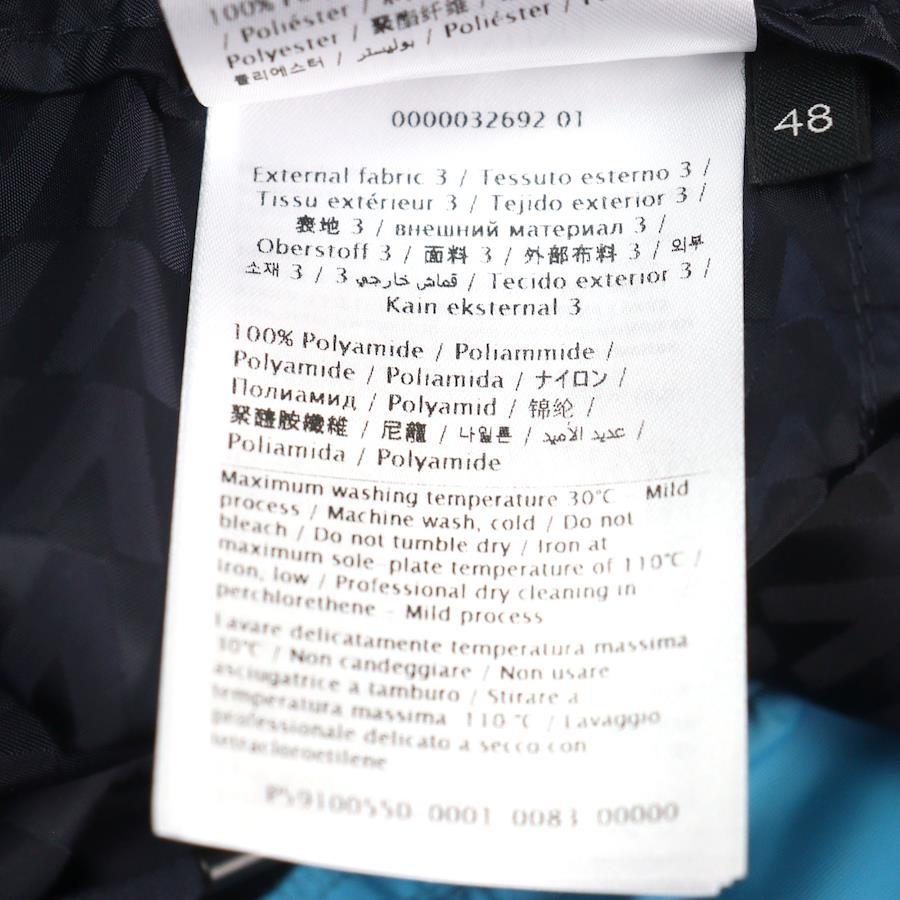 100%
/ Poliéster / 聚酯纤维 /
Polyester / بوليستر / Poliéster /
폴리에스터
48
0000032692 01
External fabric 3 / Tessuto esterno 3 /
Tissu extérieur 3 / Tejido exterior 3 /
表地 3 / внешний материал 3 /
Oberstoff 3 / 面料 3 / 外部布料 3 / 외부
소재 3 / قماش خارجي 3 / Tecido exterior 3 /
Kain eksternal 3
100% Polyamide / Poliammide /
Polyamide / Poliamida / ナイロン /
Полиамид / Polyamid / 锦纶 /
聚醯胺纖維 / 尼龍 / 나일론 / عديد الأميد /
Poliamida / Polyamide
Maximum washing temperature 30°C - Mild
process / Machine wash, cold / Do not
bleach / Do not tumble dry / Iron at
maximum sole-plate temperature of 110°C /
Iron, low / Professional dry cleaning in
perchlorethene - Mild process
Lavare delicatamente temperatura massima
30°C / Non candeggiare / Non usare
asciugatrice a tamburo / Stirare a
temperatura massima 110 °C / Lavaggio
professionale delicato a secco con
tetracloroetilene
P59100550 0001 0083 00000